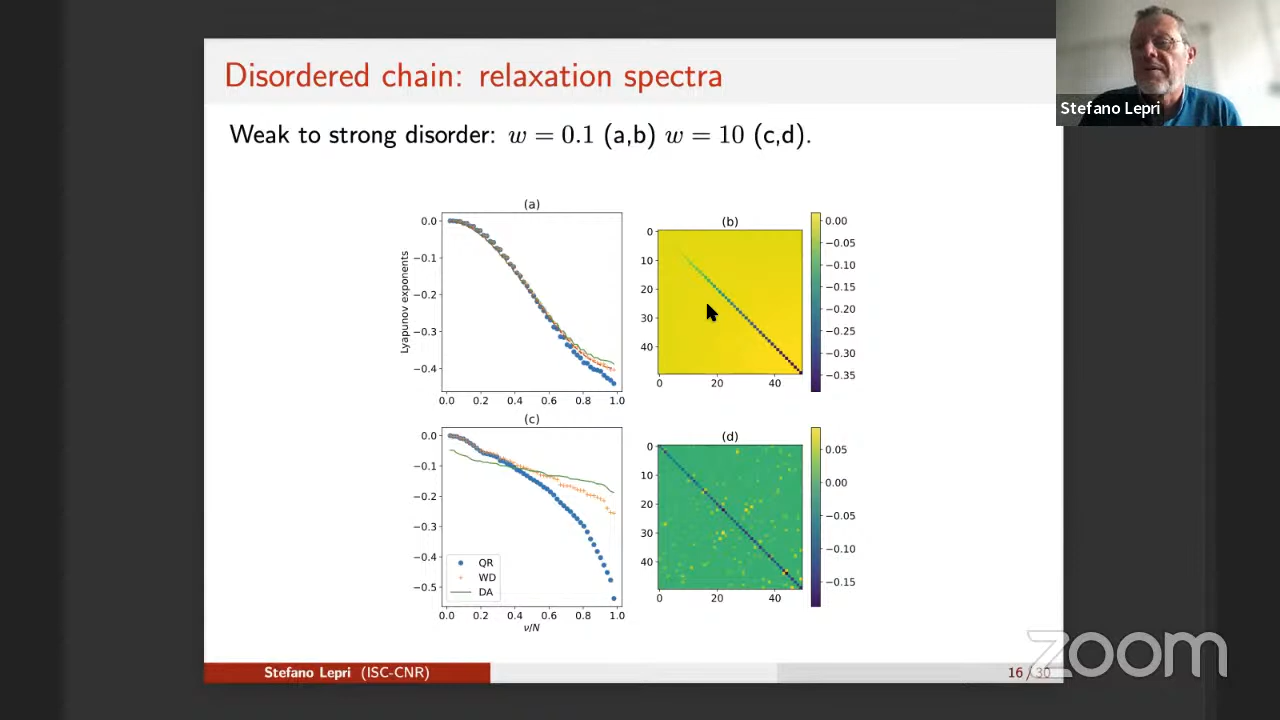 Stefano Lepri
Disordered chain: relaxation spectra
Weak to strong disorder: w = 0.1 (a,b) w = 10 (c,d).
(a)
0.0
−0.1
−0.2
−0.3
−0.4
Lyapunov exponents
0.0 0.2 0.4 0.6 0.8 1.0
(b)
0
10
20
30
40
0 20 40
0.00
−0.05
−0.10
−0.15
−0.20
−0.25
−0.30
−0.35
(c)
0.0
−0.1
−0.2
−0.3
−0.4
−0.5
QR
WD
DA
0.0 0.2 0.4 0.6 0.8 1.0
ν/N
(d)
0
10
20
30
40
0 20 40
0.05
0.00
−0.05
−0.10
−0.15
Stefano Lepri (ISC-CNR)
16 / 30
zoom